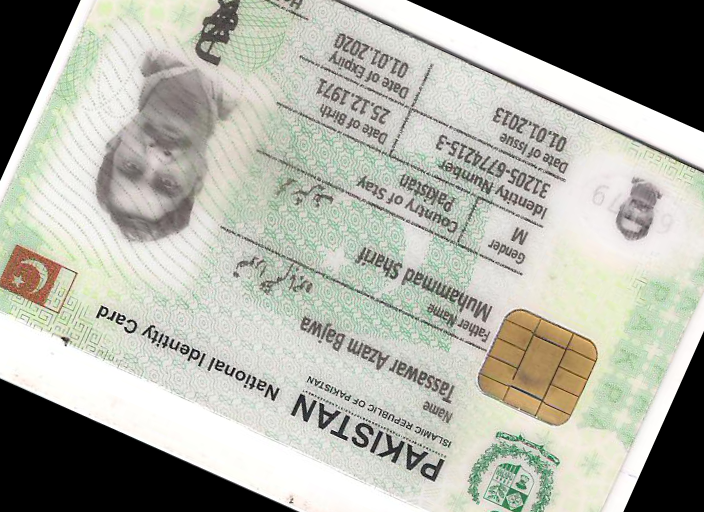 PAKISTAN National Identity Card
ISLAMIC REPUBLIC OF PAKISTAN
Name
Tassawar Azam Bajwa
Father Name
Muhammad Sharif
Gender
M
Country of Stay
Pakistan
Identity Number
31205-6774215-3
Date of Birth
25.12.1971
Date of Issue
01.01.2013
Date of Expiry
01.01.2020